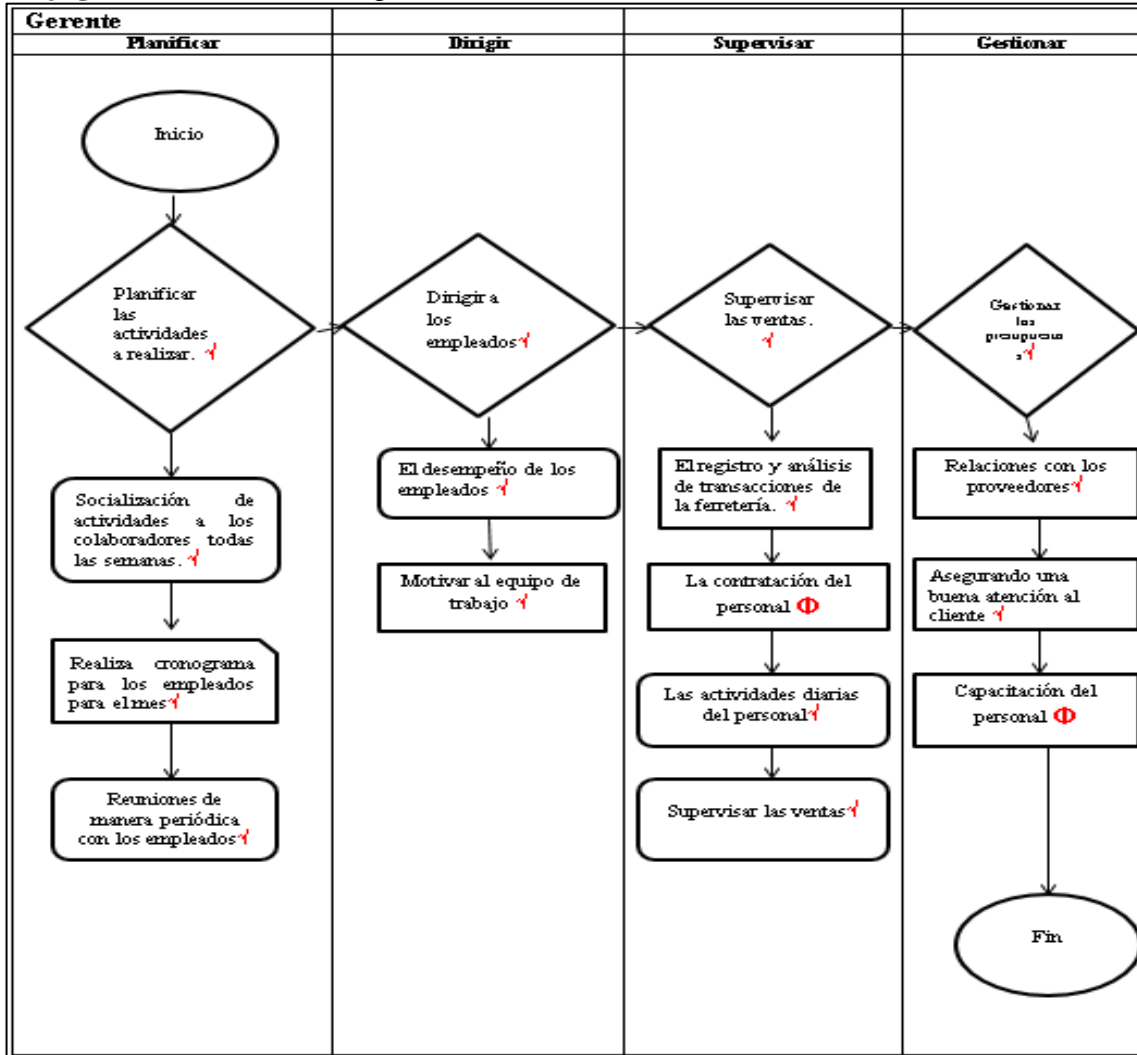 Gerente
Planificar
Dirigir
Supervisar
Gestionar
Inicio
Planificar
las
actividades
a realizar. √
Dirigir a
los
empleados √
Supervisar
las ventas.
√
Gestionar
los
presupuesto
s √
Socialización de
actividades a los
colaboradores todas
las semanas. √
Realiza cronograma
para los empleados
para el mes √
Reuniones de
manera periódica
con los empleados √
El desempeño de los
empleados √
Motivar al equipo de
trabajo √
El registro y análisis
de transacciones de
la ferretería. √
La contratación del
personal Φ
Las actividades diarias
del personal √
Supervisar las ventas √
Relaciones con los
proveedores √
Asegurando una
buena atención al
cliente √
Capacitación del
personal Φ
Fin